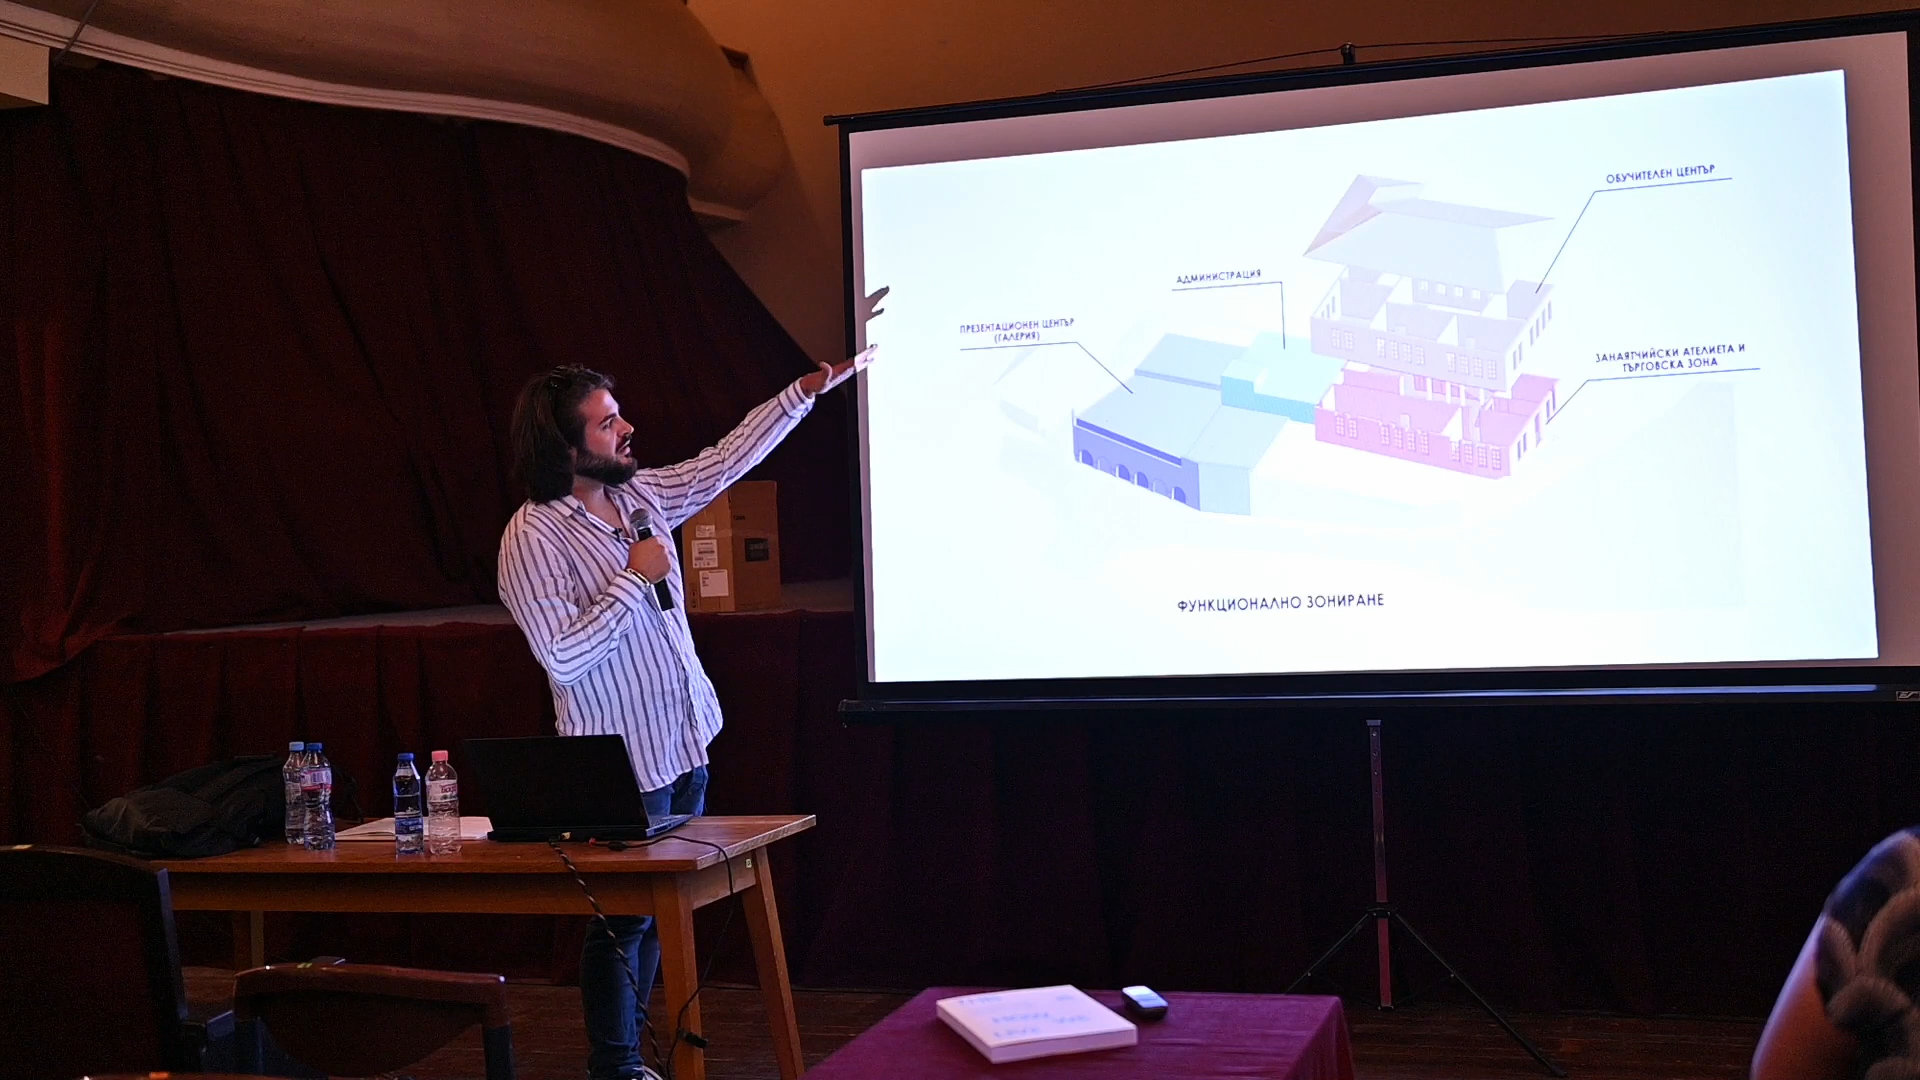 ОБУЧИТЕЛЕН ЦЕНТЪР
АДМИНИСТРАЦИЯ
ПРЕЗЕНТАЦИОНЕН ЦЕНТЪР
(ГАЛЕРИЯ)
ЗАНАЯТЧИЙСКИ АТЕЛИЕТА И
ТЪРГОВСКА ЗОНА
ФУНКЦИОНАЛНО ЗОНИРАНЕ